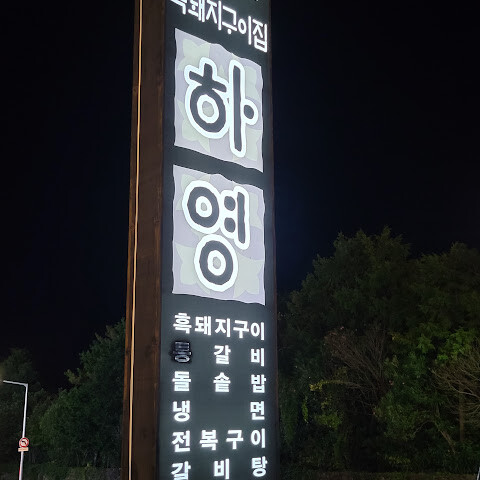 흑돼지구이집
하
영
흑돼지구이
통 갈 비
돌 솥 밥
냉 면
전 복 구 이
갈 비 탕